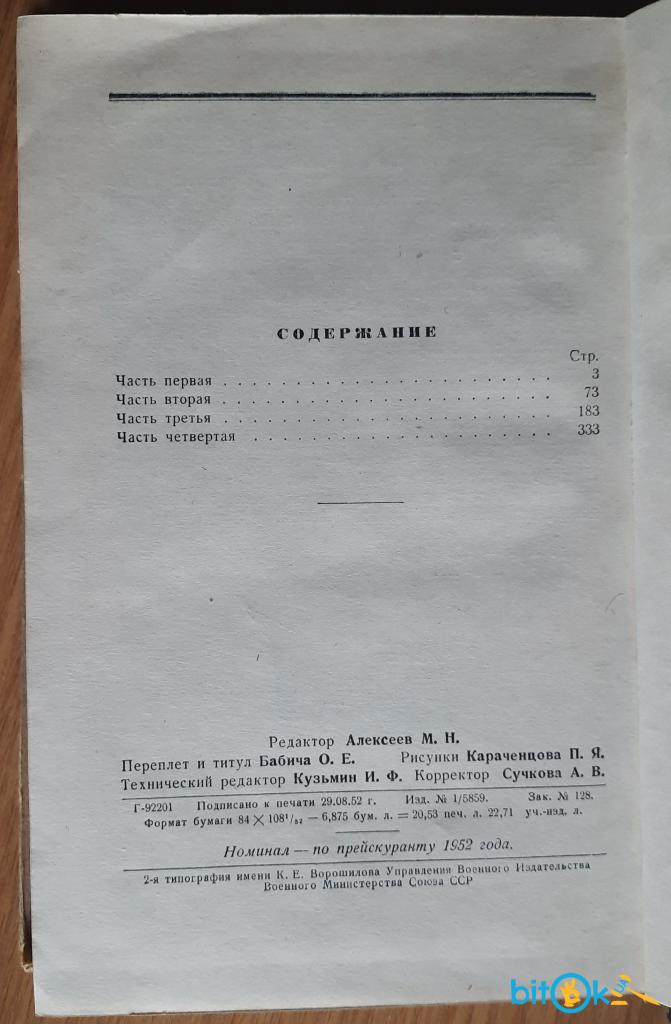 СОДЕРЖАНИЕ
Стр.
Часть первая . . . . . . . . . . . . . . . . . . . . . . . 3
Часть вторая . . . . . . . . . . . . . . . . . . . . . . . 73
Часть третья . . . . . . . . . . . . . . . . . . . . . . . 183
Часть четвертая . . . . . . . . . . . . . . . . . . . . . 333
Редактор Алексеев М. Н.
Переплет и титул Бабича О. Е. Рисунки Караченцова П. Я.
Технический редактор Кузьмин И. Ф. Корректор Сучкова А. В.
Г-92201 Подписано к печати 29.08.52 г. Изд. № 1/5859. Зак. № 128.
Формат бумаги 84 × 108¹/₃₂ — 6,875 бум. л. = 20,53 печ. л. 22,71 уч.-изд. л.
Номинал — по прейскуранту 1952 года.
2-я типография имени К. Е. Ворошилова Управления Военного Издательства
Военного Министерства Союза ССР
bitok.UA